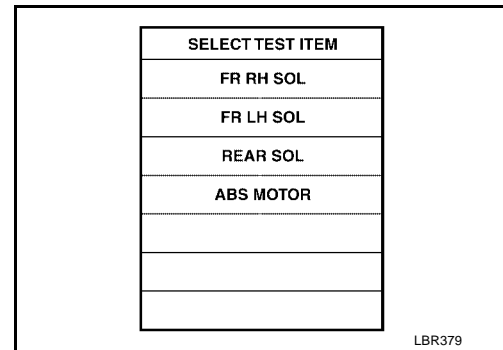 SELECT TEST ITEM
FR RH SOL
FR LH SOL
REAR SOL
ABS MOTOR
LBR379